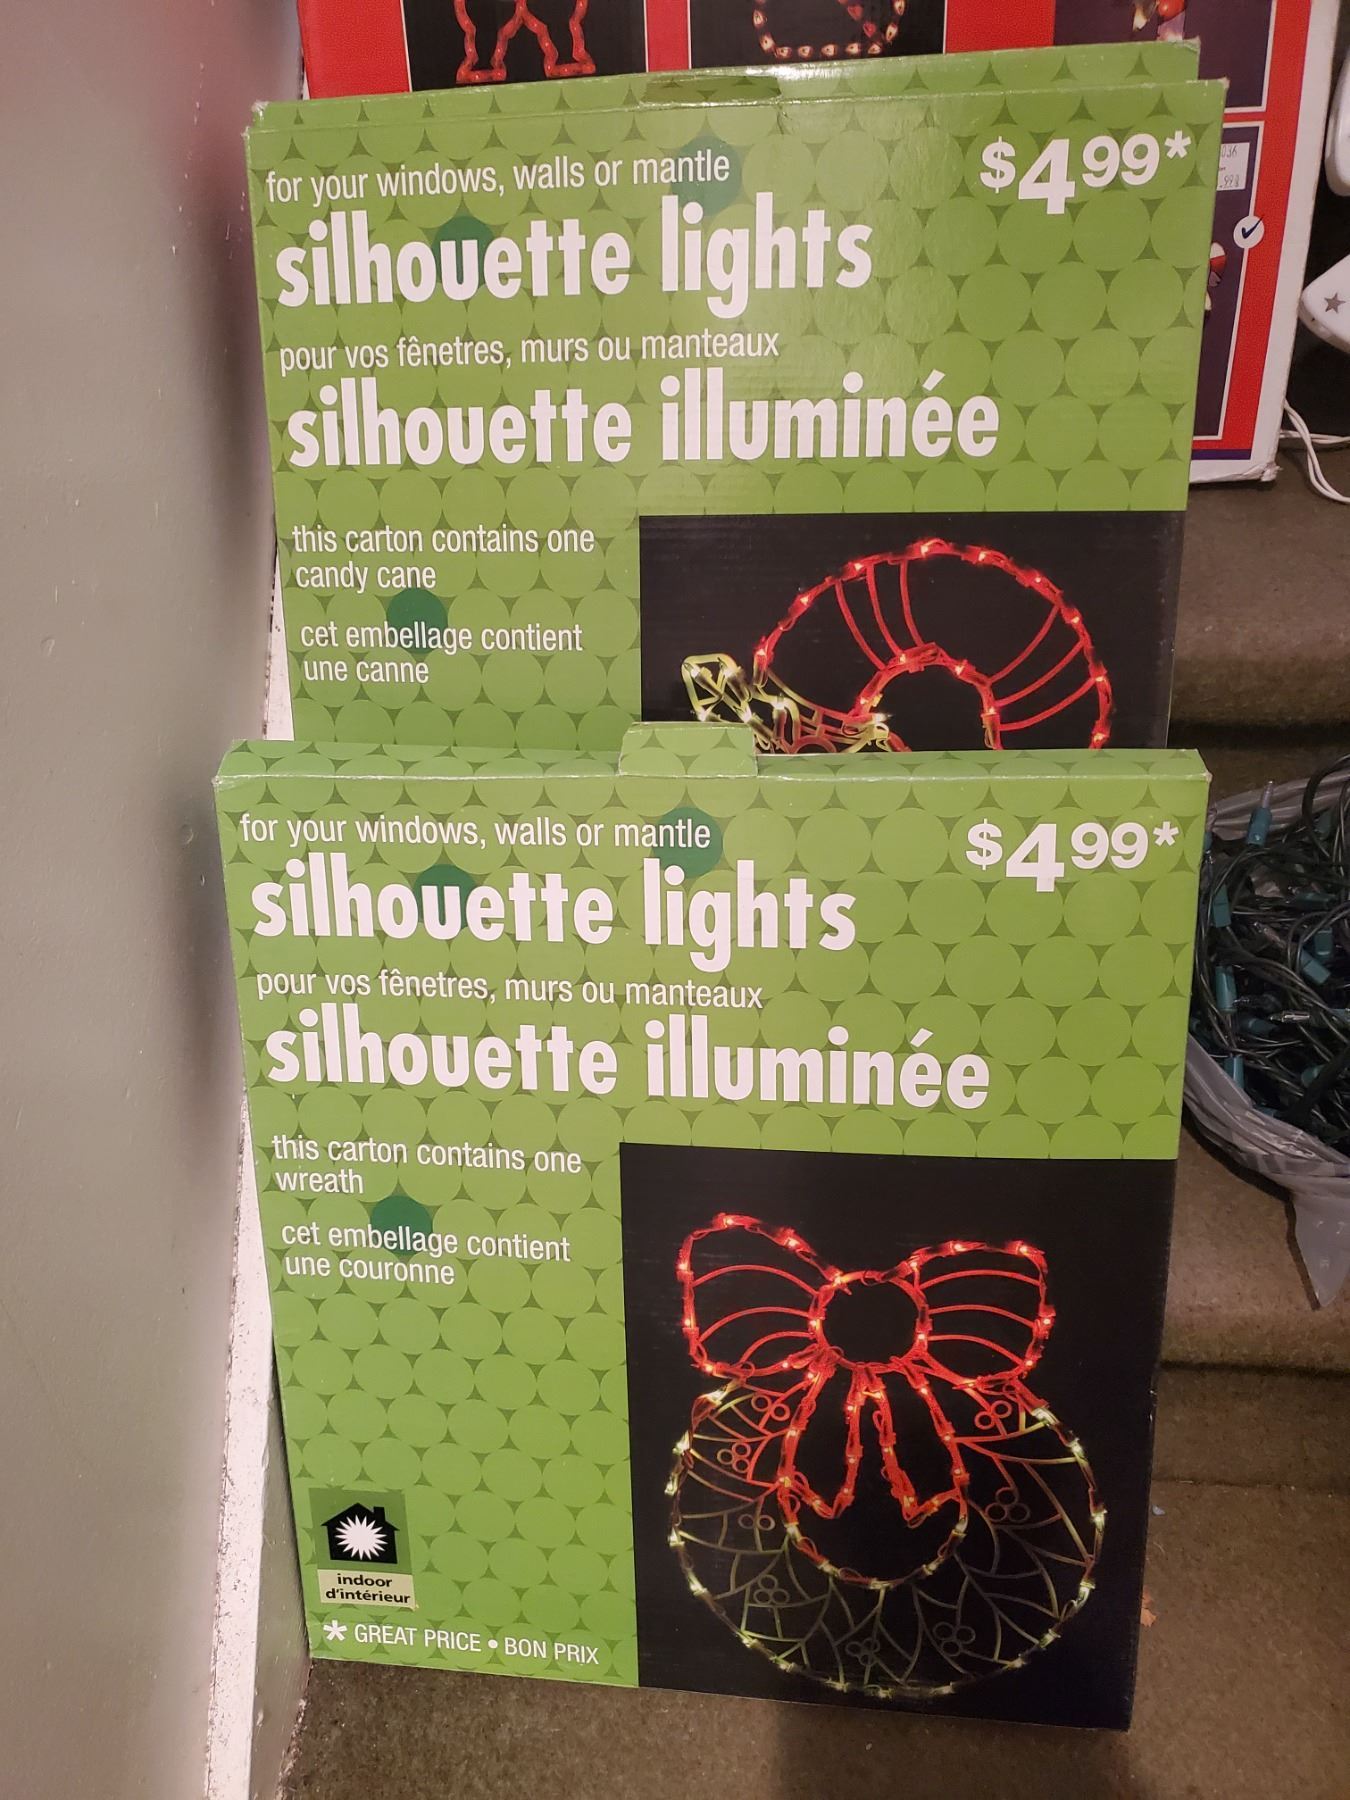 for your windows, walls or mantle
$4.99*
silhouette lights
pour vos fênetres, murs ou manteaux
silhouette illuminée
this carton contains one
candy cane
cet embellage contient
une canne
for your windows, walls or mantle
$4.99*
silhouette lights
pour vos fênetres, murs ou manteaux
silhouette illuminée
this carton contains one
wreath
cet embellage contient
une couronne
indoor
d'intérieur
* GREAT PRICE • BON PRIX